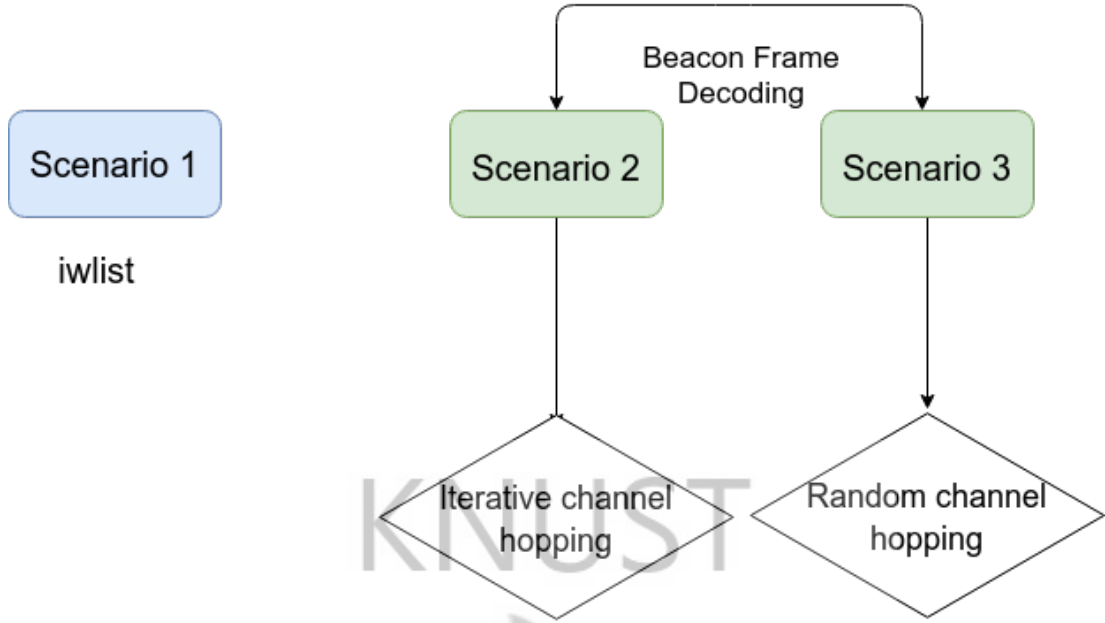 Beacon Frame
Decoding
Scenario 1
Scenario 2
Scenario 3
iwlist
KNUST
Iterative channel
hopping
Random channel
hopping